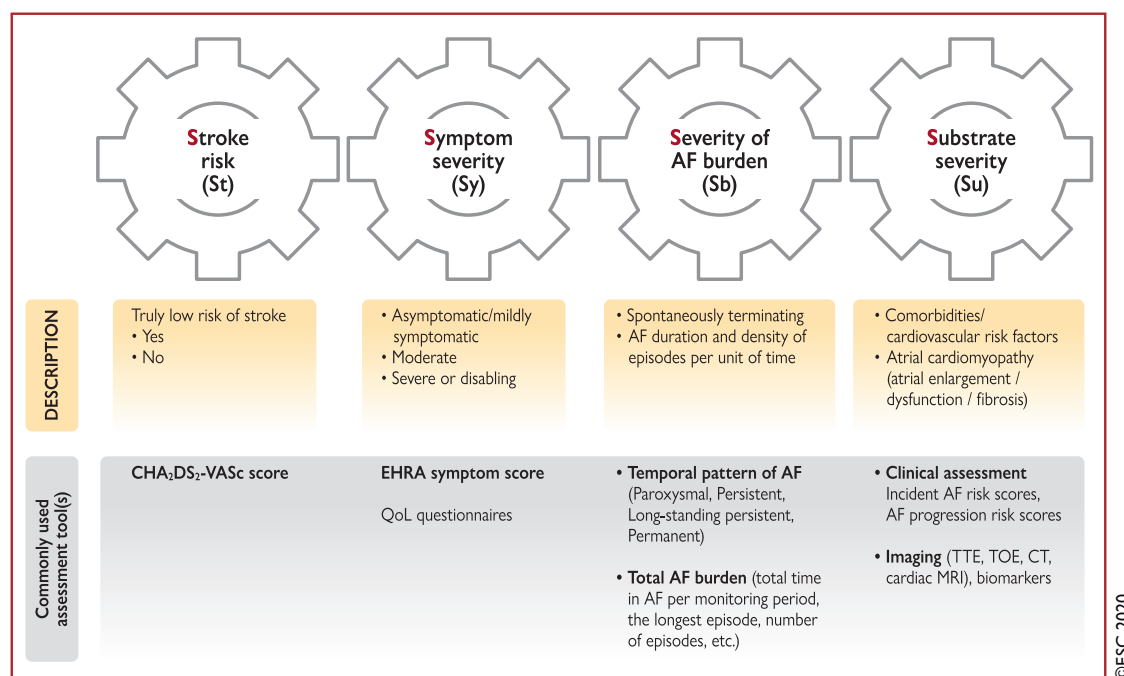 Stroke
risk
(St)
Symptom
severity
(Sy)
Severity of
AF burden
(Sb)
Substrate
severity
(Su)
DESCRIPTION
Truly low risk of stroke
• Yes
• No
• Asymptomatic/mildly
symptomatic
• Moderate
• Severe or disabling
• Spontaneously terminating
• AF duration and density of
episodes per unit of time
• Comorbidities/
cardiovascular risk factors
• Atrial cardiomyopathy
(atrial enlargement /
dysfunction / fibrosis)
Commonly used
assessment tool(s)
CHA₂DS₂-VASc score
EHRA symptom score
QoL questionnaires
• Temporal pattern of AF
(Paroxysmal, Persistent,
Long-standing persistent,
Permanent)
• Total AF burden (total time
in AF per monitoring period,
the longest episode, number
of episodes, etc.)
• Clinical assessment
Incident AF risk scores,
AF progression risk scores
• Imaging (TTE, TOE, CT,
cardiac MRI), biomarkers
©ESC 2020